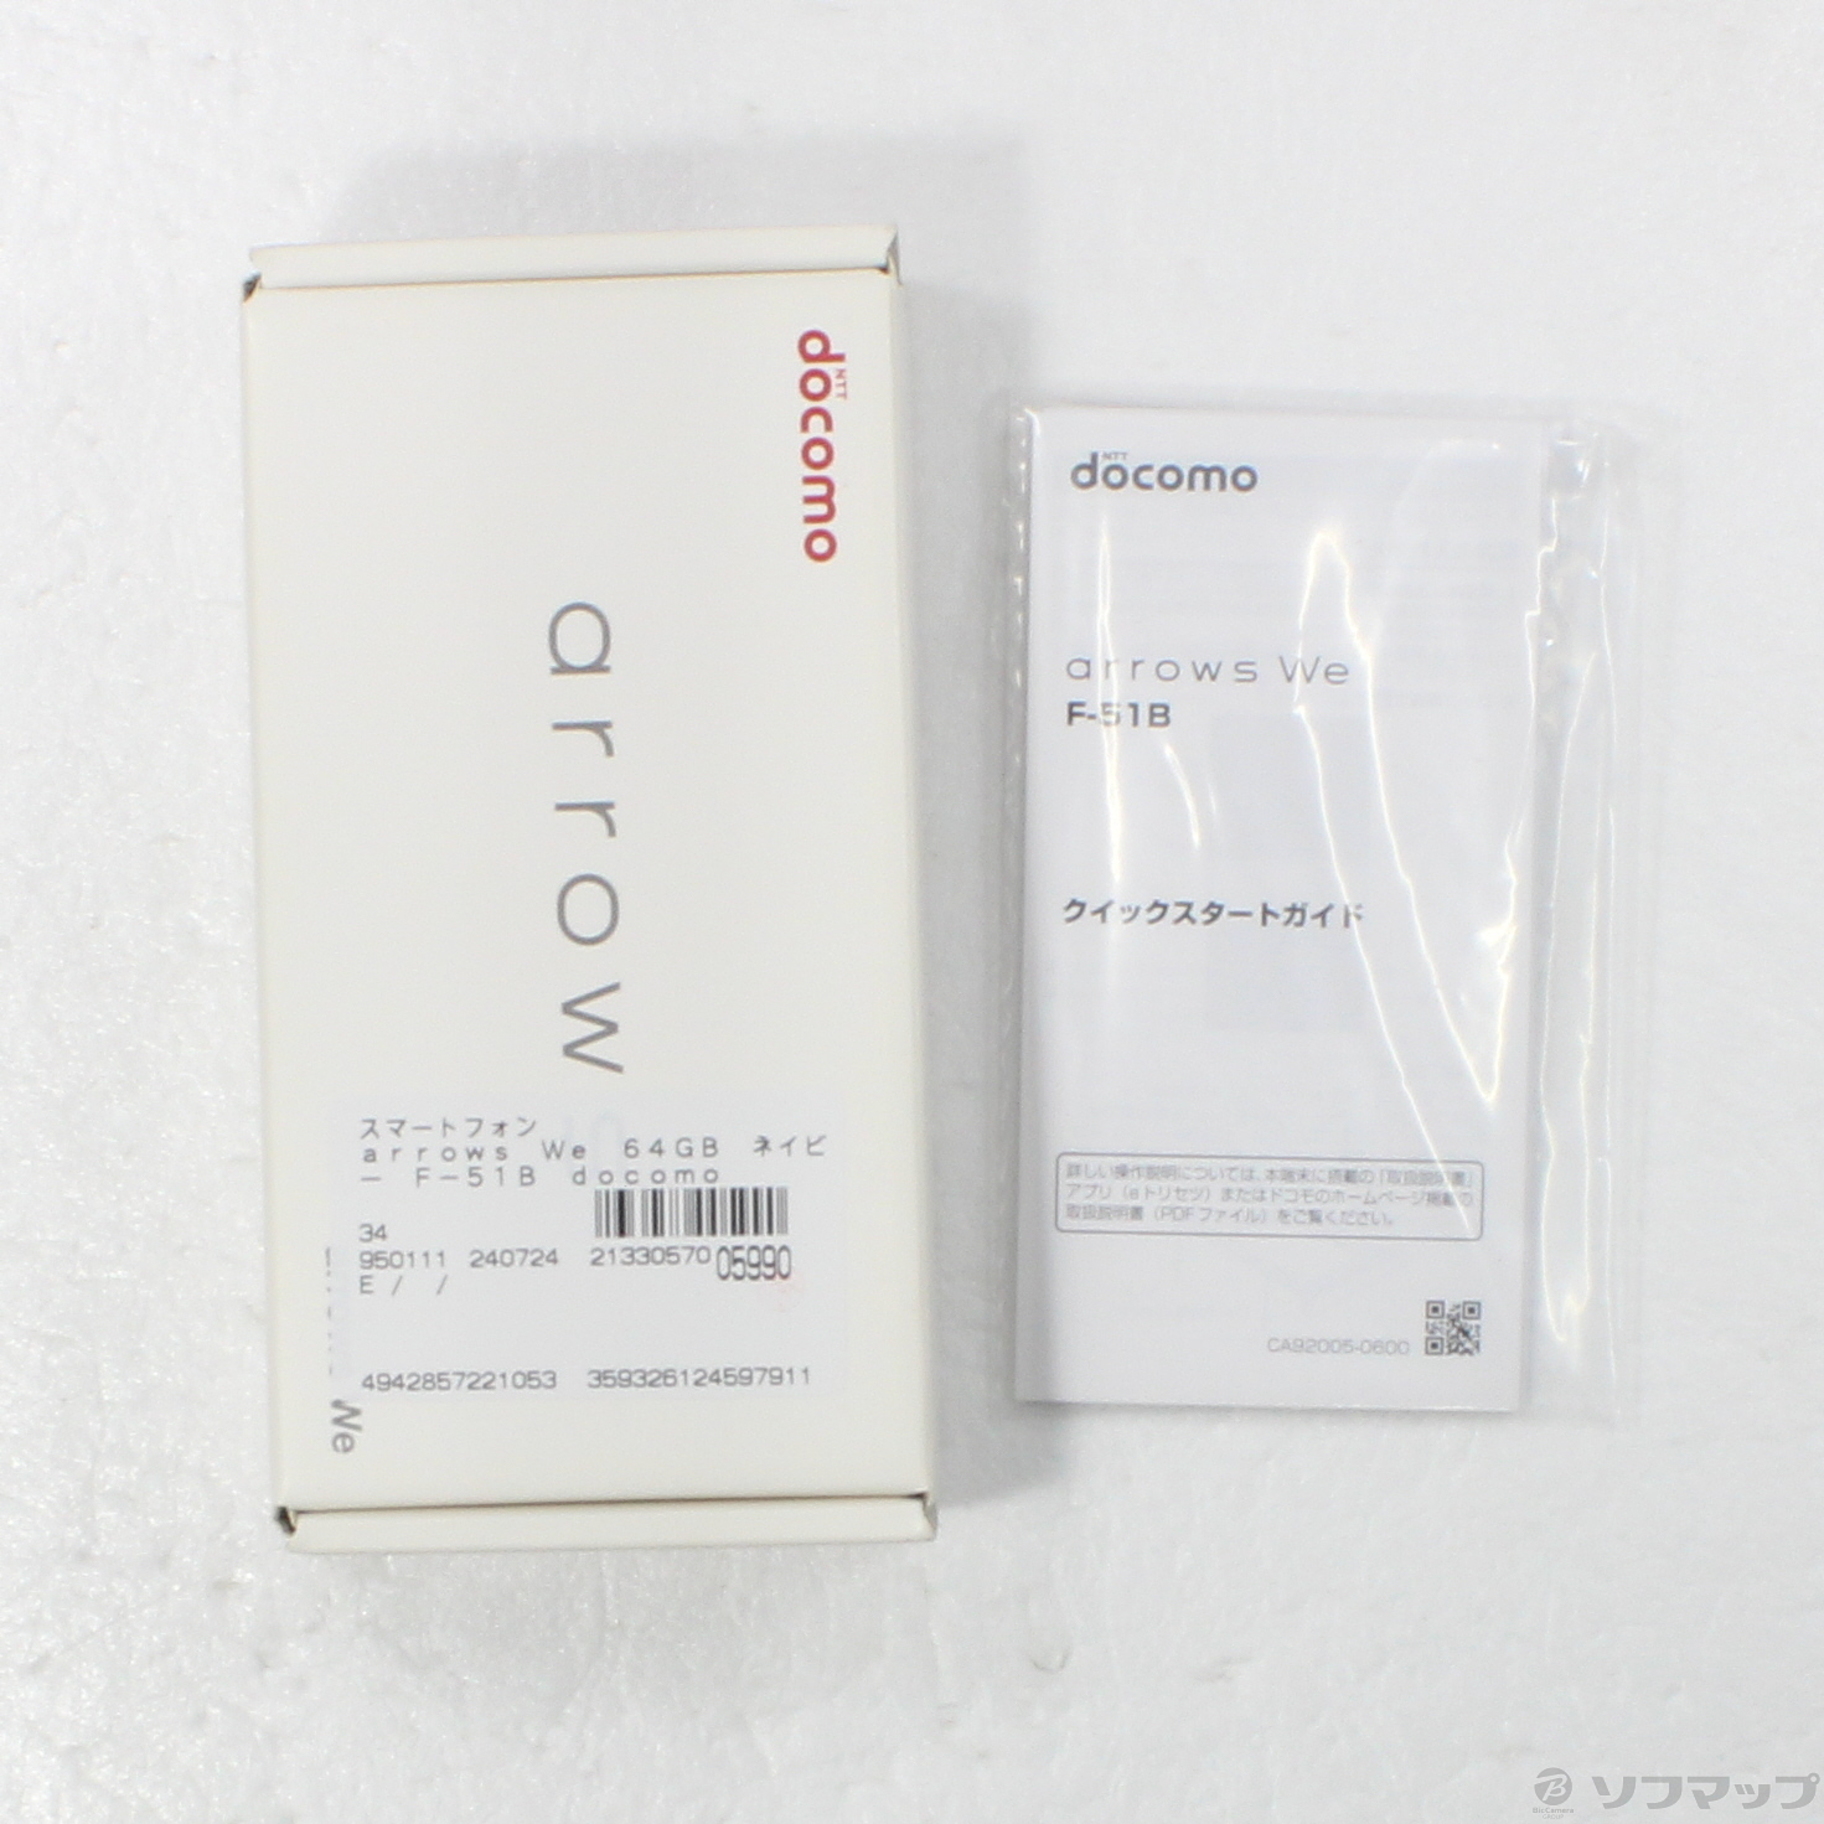 NTT
docomo
arrow
スマートフォン
arrows We 64GB ネイビ
ー F-51B docomo
34
950111 240724 21330570 05990
E / /
4942857221053 359326124597911
We
NTT
docomo
arrows We
F-51B
クイックスタートガイド
詳しい操作説明については、本端末に搭載の「取扱説明書」
アプリ(eトリセツ)またはドコモのホームページ掲載の
取扱説明書(PDFファイル)をご覧ください。
CA92005-0600
BicCamera
GROUP
ソフマップ